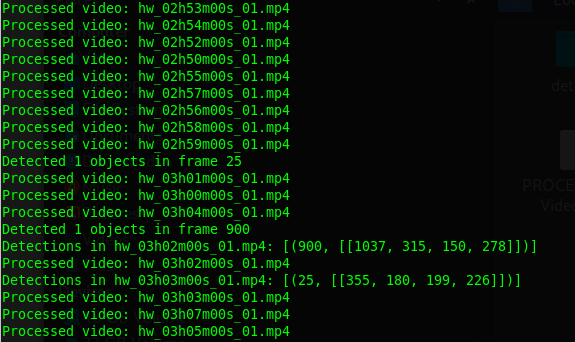 Processed video: hw_02h53m00s_01.mp4
Processed video: hw_02h54m00s_01.mp4
Processed video: hw_02h52m00s_01.mp4
Processed video: hw_02h50m00s_01.mp4
Processed video: hw_02h55m00s_01.mp4
Processed video: hw_02h57m00s_01.mp4
Processed video: hw_02h56m00s_01.mp4
Processed video: hw_02h58m00s_01.mp4
Processed video: hw_02h59m00s_01.mp4
Detected 1 objects in frame 25
Processed video: hw_03h01m00s_01.mp4
Processed video: hw_03h00m00s_01.mp4
Processed video: hw_03h04m00s_01.mp4
Detected 1 objects in frame 900
Detections in hw_03h02m00s_01.mp4: [(900, [[1037, 315, 150, 278]])]
Processed video: hw_03h02m00s_01.mp4
Detections in hw_03h03m00s_01.mp4: [(25, [[355, 180, 199, 226]])]
Processed video: hw_03h03m00s_01.mp4
Processed video: hw_03h07m00s_01.mp4
Processed video: hw_03h05m00s_01.mp4
det
PROCE
Video